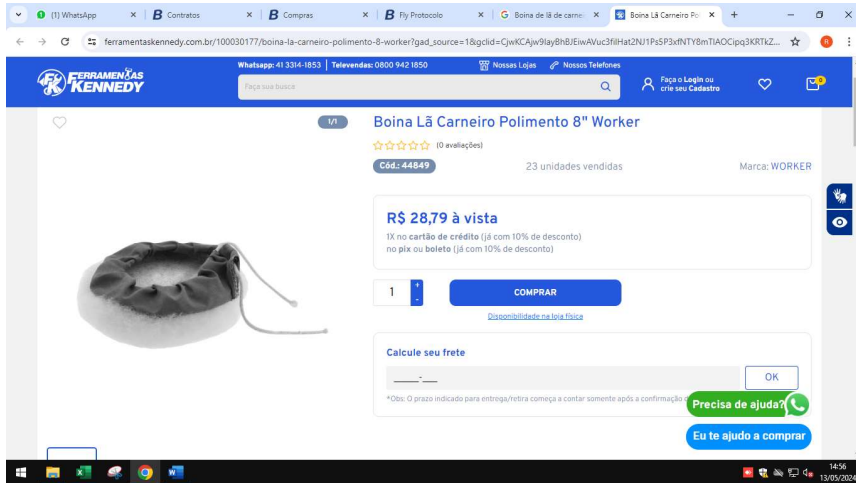 (1) WhatsApp
Contratos
Compras
Fly Protocolo
Boina de lã de carnei
Boina Lã Carneiro Po
ferramentaskennedy.com.br/100030177/boina-la-carneiro-polimento-8-worker?gad_source=1&gclid=
R
FERRAMENTAS
KENNEDY
Whatsapp: 41 3314-1853 | Televendas: 0800 942 1850
Nossas Lojas
Nossos Telefones
Faça sua busca
Faça o Login ou
crie seu Cadastro
0
1/1
Boina Lã Carneiro Polimento 8" Worker
(0 avaliações)
Cód.: 44849
23 unidades vendidas
Marca: WORKER
R$ 28,79 à vista
1X no cartão de crédito (já com 10% de desconto)
no pix ou boleto (já com 10% de desconto)
1
+
-
COMPRAR
Disponibilidade na loja física
Calcule seu frete
_____-___
OK
*Obs: O prazo indicado para entrega/retira começa a contar somente após a confirmação
Precisa de ajuda?
Eu te ajudo a comprar
14:56
13/05/2024